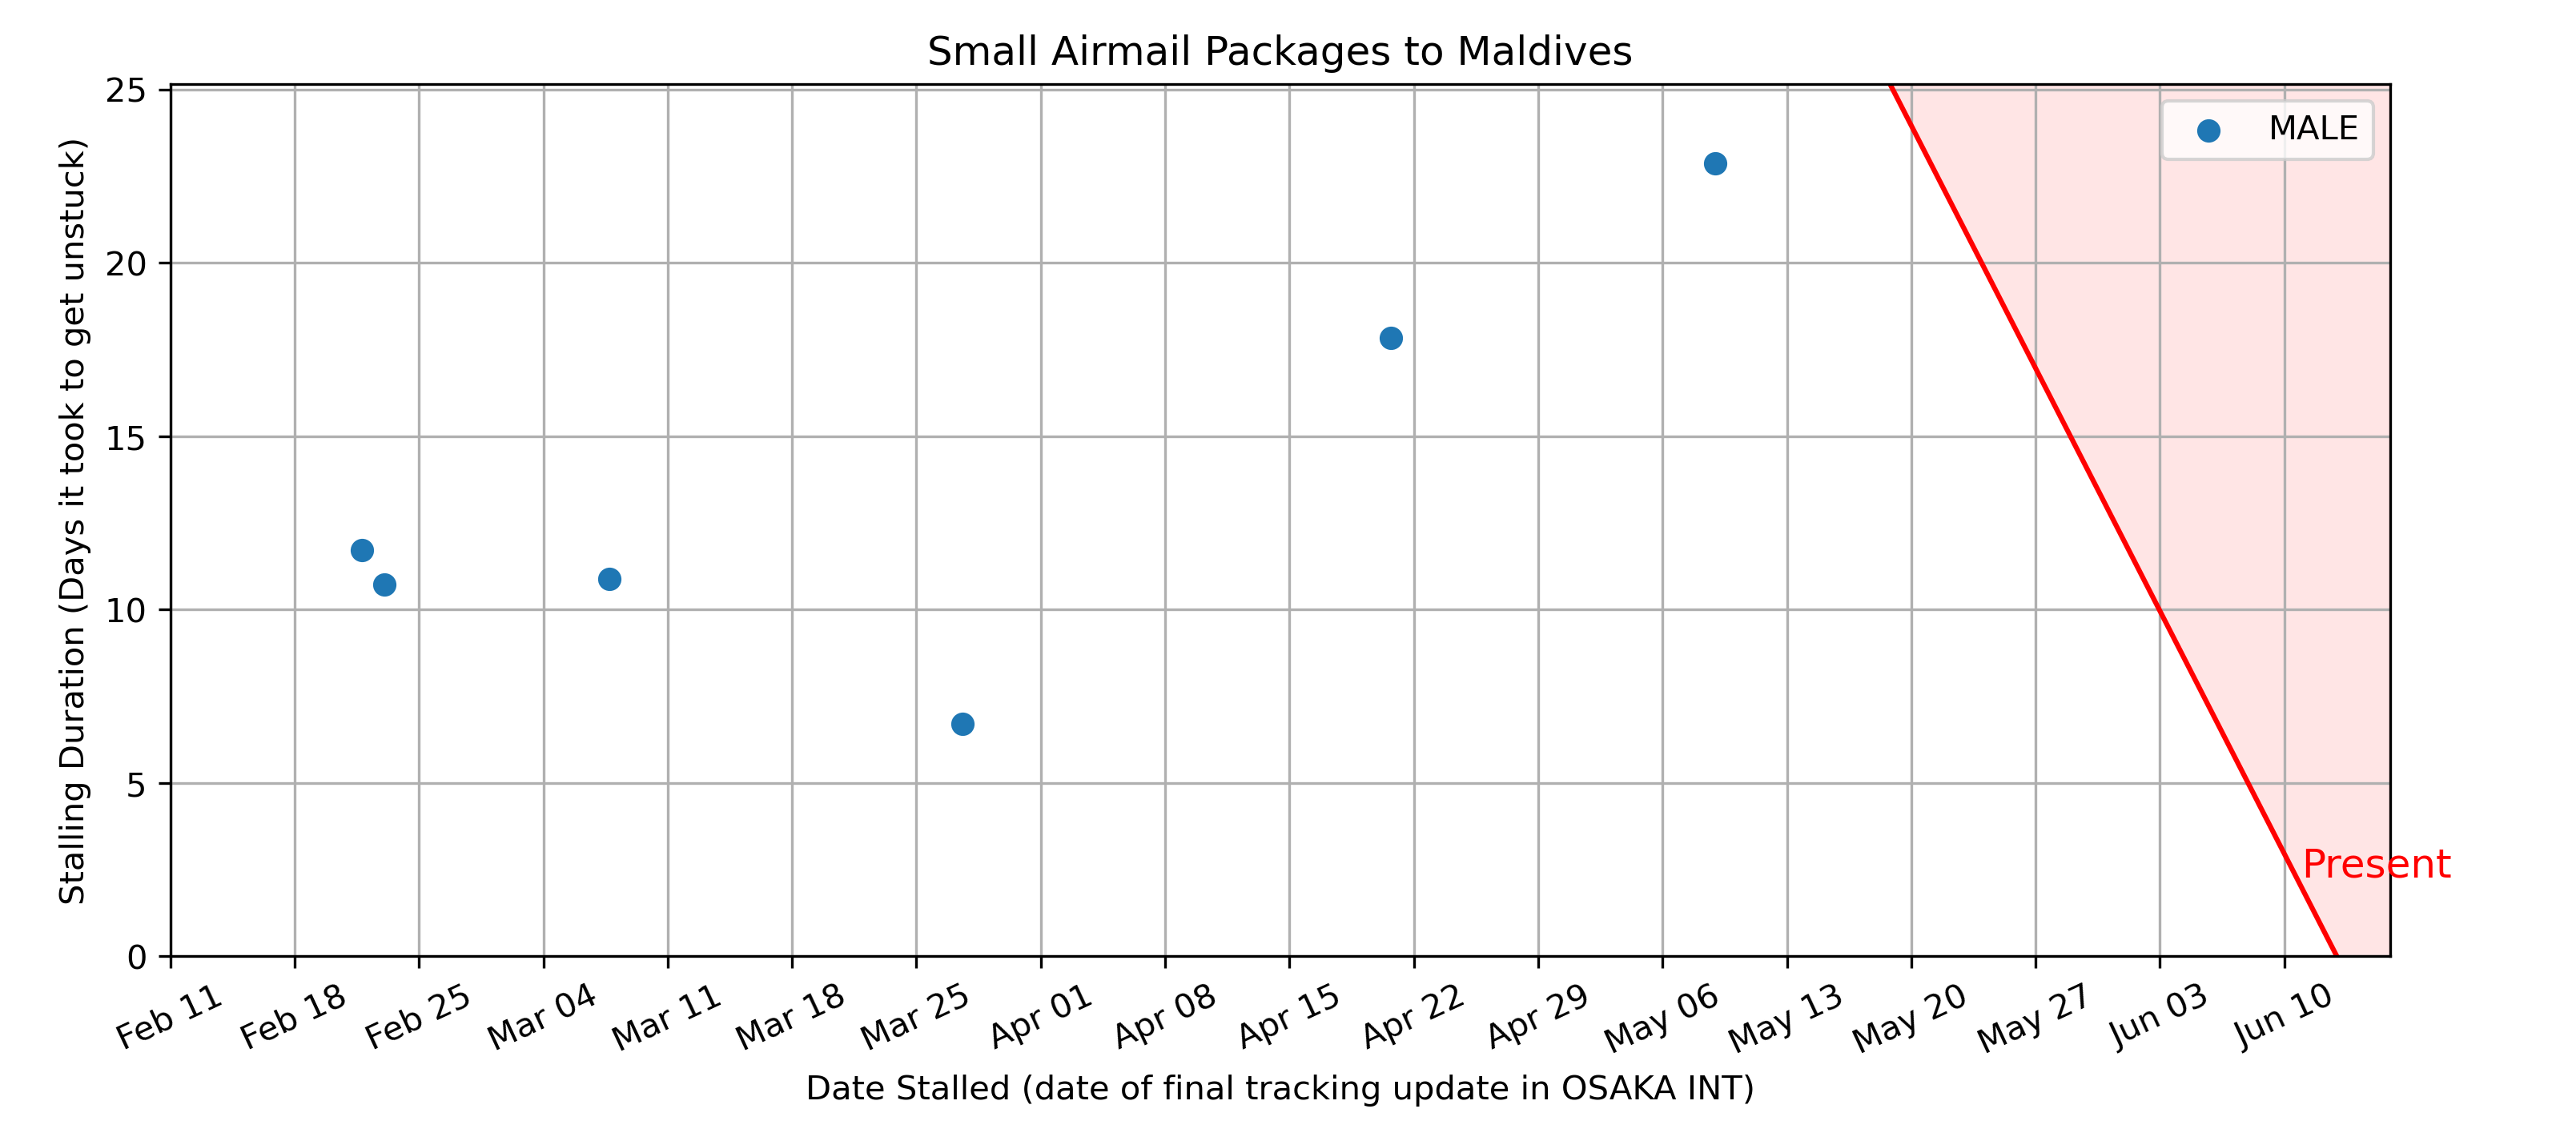 Small Airmail Packages to Maldives
Stalling Duration (Days it took to get unstuck)
25
20
15
10
5
0
MALE
Present
Feb 11
Feb 18
Feb 25
Mar 04
Mar 11
Mar 18
Mar 25
Apr 01
Apr 08
Apr 15
Apr 22
Apr 29
May 06
May 13
May 20
May 27
Jun 03
Jun 10
Date Stalled (date of final tracking update in OSAKA INT)